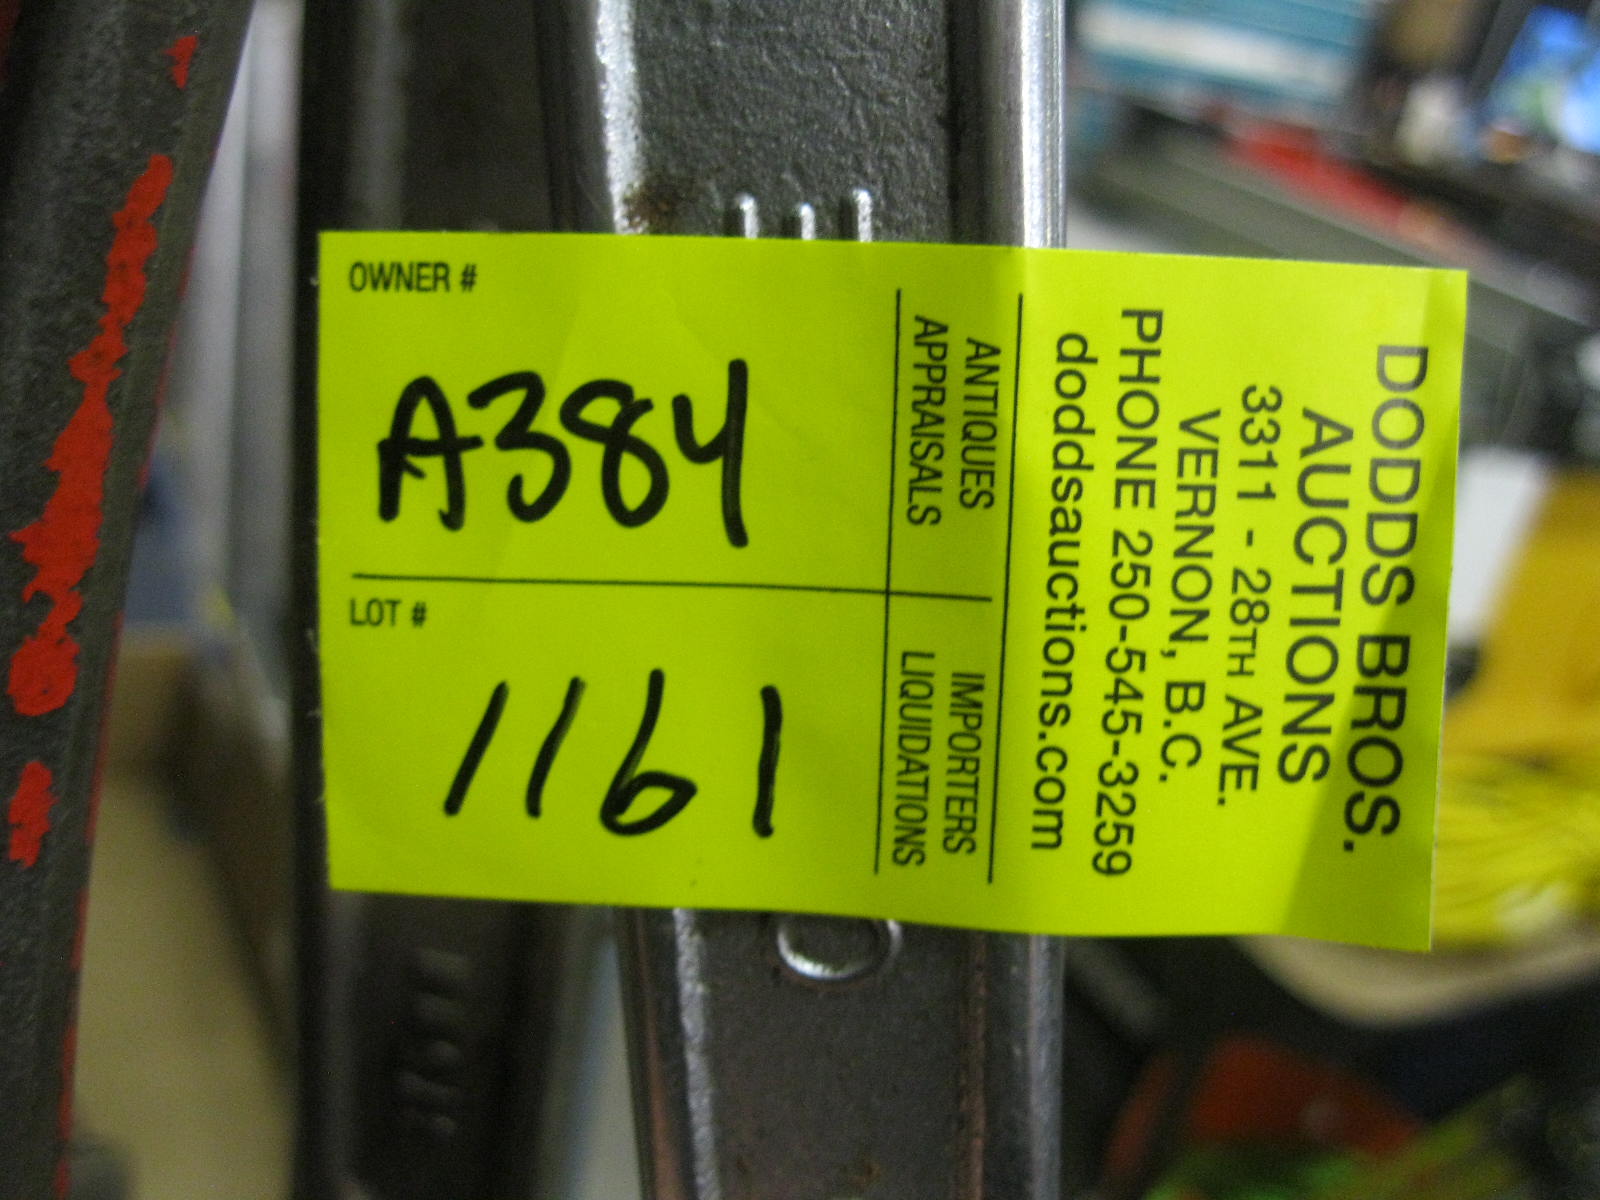 DODDS BROS.
AUCTIONS
3311 - 28TH AVE.
VERNON, B.C.
PHONE 250-545-3259
doddsauctions.com
ANTIQUES
APPRAISALS
IMPORTERS
LIQUIDATIONS
OWNER #
A384
LOT #
1161